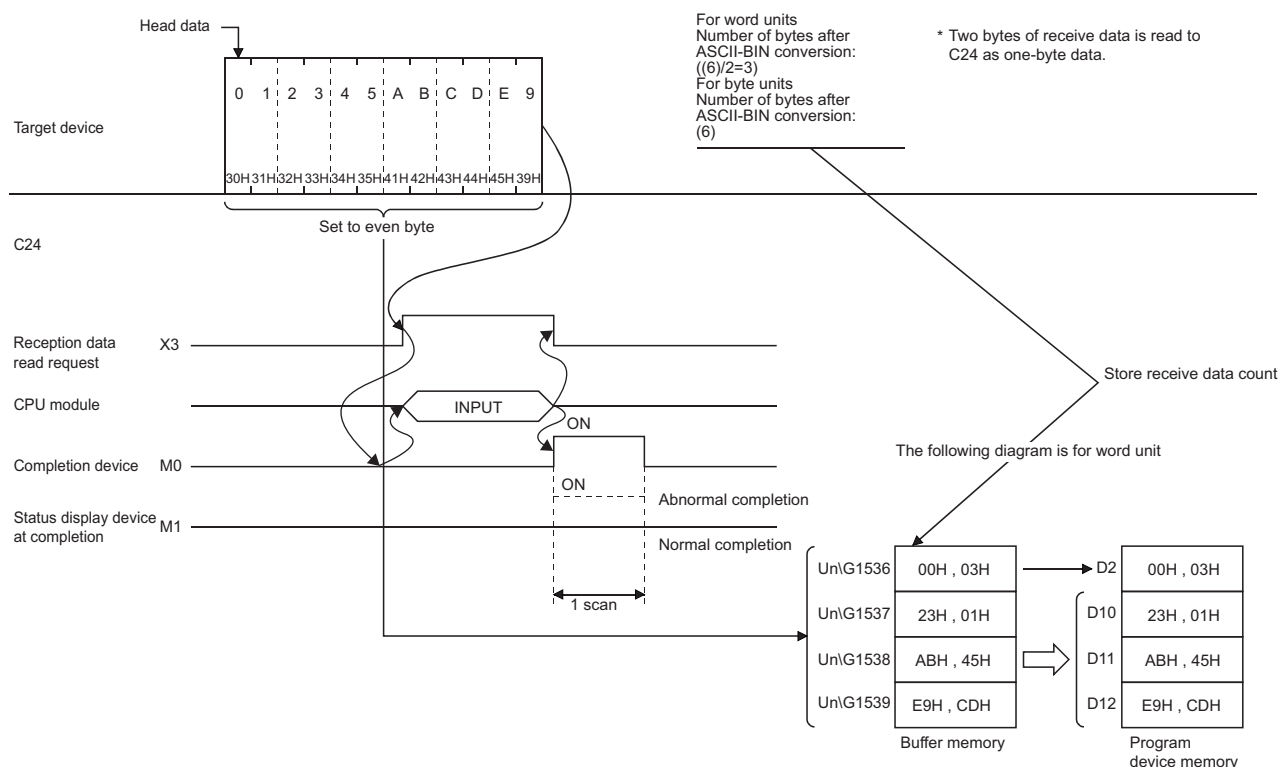 Head data
For word units
Number of bytes after
ASCII-BIN conversion:
((6)/2=3)
For byte units
Number of bytes after
ASCII-BIN conversion:
(6)
* Two bytes of receive data is read to
C24 as one-byte data.
0 1 2 3 4 5 A B C D E 9
Target device
30H 31H 32H 33H 34H 35H 41H 42H 43H 44H 45H 39H
Set to even byte
C24
Reception data
read request
X3
Store receive data count
CPU module
INPUT
ON
The following diagram is for word unit
Completion device M0
ON
Abnormal completion
Status display device
at completion
M1
Normal completion
1 scan
Un\G1536 00H , 03H D2 00H , 03H
Un\G1537 23H , 01H D10 23H , 01H
Un\G1538 ABH , 45H D11 ABH , 45H
Un\G1539 E9H , CDH D12 E9H , CDH
Buffer memory
Program
device memory